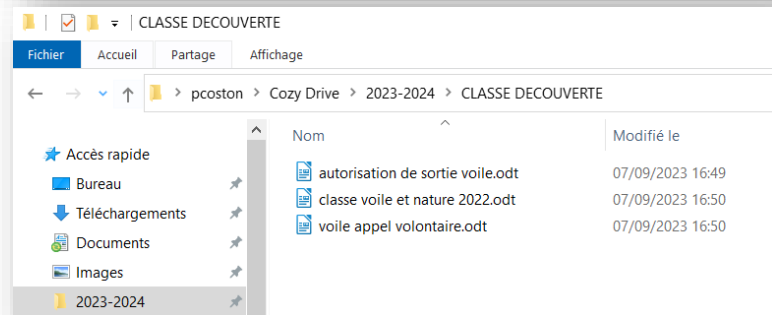 CLASSE DECOUVERTE
Fichier Accueil Partage Affichage
pcoston > Cozy Drive > 2023-2024 > CLASSE DECOUVERTE
Nom Modifié le
Accès rapide
Bureau
Téléchargements
Documents
Images
2023-2024
autorisation de sortie voile.odt 07/09/2023 16:49
classe voile et nature 2022.odt 07/09/2023 16:50
voile appel volontaire.odt 07/09/2023 16:50